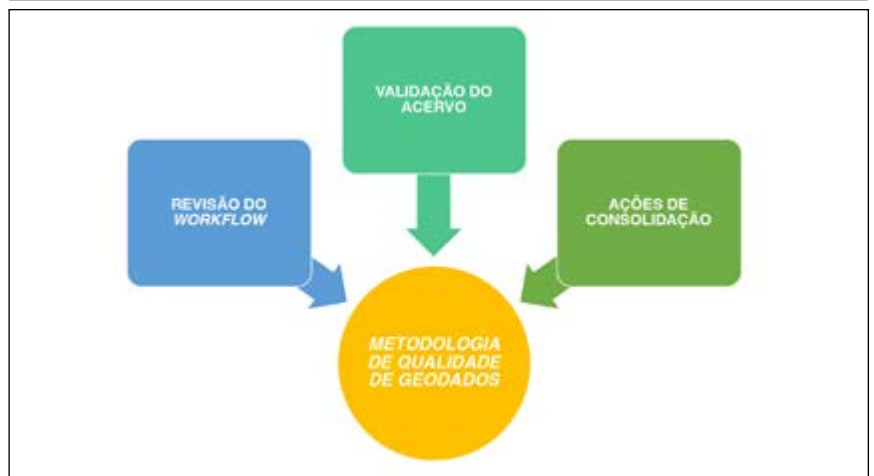 VALIDAÇÃO DO
ACERVO
REVISÃO DO
WORKFLOW
AÇÕES DE
CONSOLIDAÇÃO
METODOLOGIA
DE QUALIDADE
DE GEODADOS